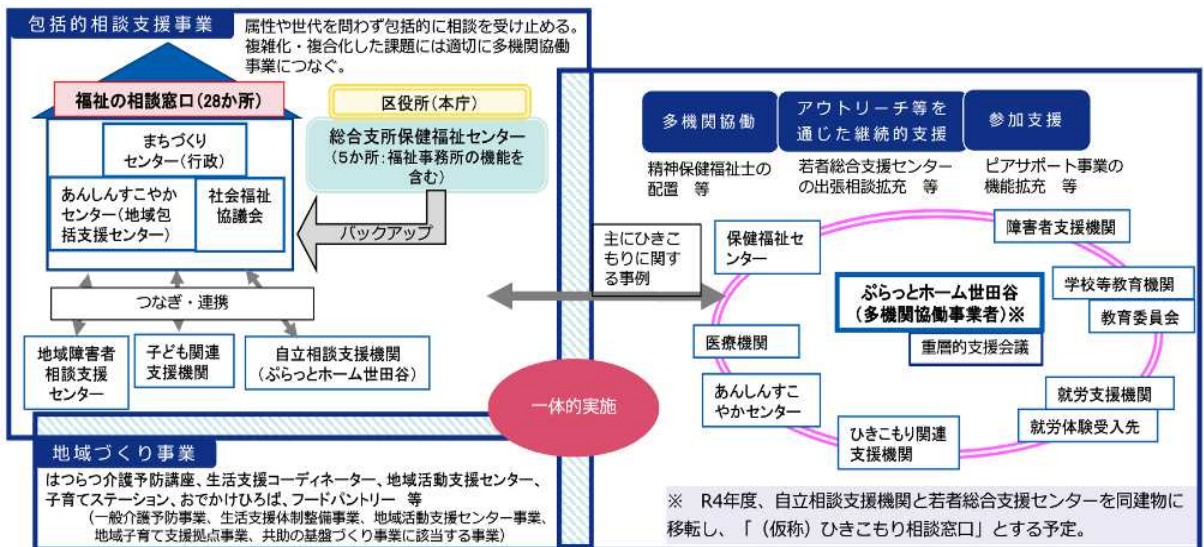 包括的相談支援事業
属性や世代を問わず包括的に相談を受け止める。
複雑化・複合化した課題には適切に多機関協働
事業につなぐ。
福祉の相談窓口(28か所)
まちづくり
センター(行政)
あんしんすこやか
センター(地域包
括支援センター)
社会福祉
協議会
区役所(本庁)
総合支所保健福祉センター
(5か所:福祉事務所の機能を
含む)
バックアップ
つなぎ・連携
地域障害者
相談支援
センター
子ども関連
支援機関
自立相談支援機関
(ぷらっとホーム世田谷)
一体的実施
地域づくり事業
はつらつ介護予防講座、生活支援コーディネーター、地域活動支援センター、
子育てステーション、おでかけひろば、フードパントリー 等
(一般介護予防事業、生活支援体制整備事業、地域活動支援センター事業、
地域子育て支援拠点事業、共助の基盤づくり事業に該当する事業)
多機関協働
アウトリーチ等を
通じた継続的支援
参加支援
精神保健福祉士の
配置 等
若者総合支援センター
の出張相談拡充 等
ピアサポート事業の
機能拡充 等
主にひきこ
もりに関す
る事例
保健福祉セ
ンター
障害者支援機関
学校等教育機関
教育委員会
ぷらっとホーム世田谷
(多機関協働事業者)※
重層的支援会議
医療機関
あんしんすこ
やかセンター
ひきこもり関連
支援機関
就労支援機関
就労体験受入先
※ R4年度、自立相談支援機関と若者総合支援センターを同建物に
移転し、「(仮称)ひきこもり相談窓口」とする予定。